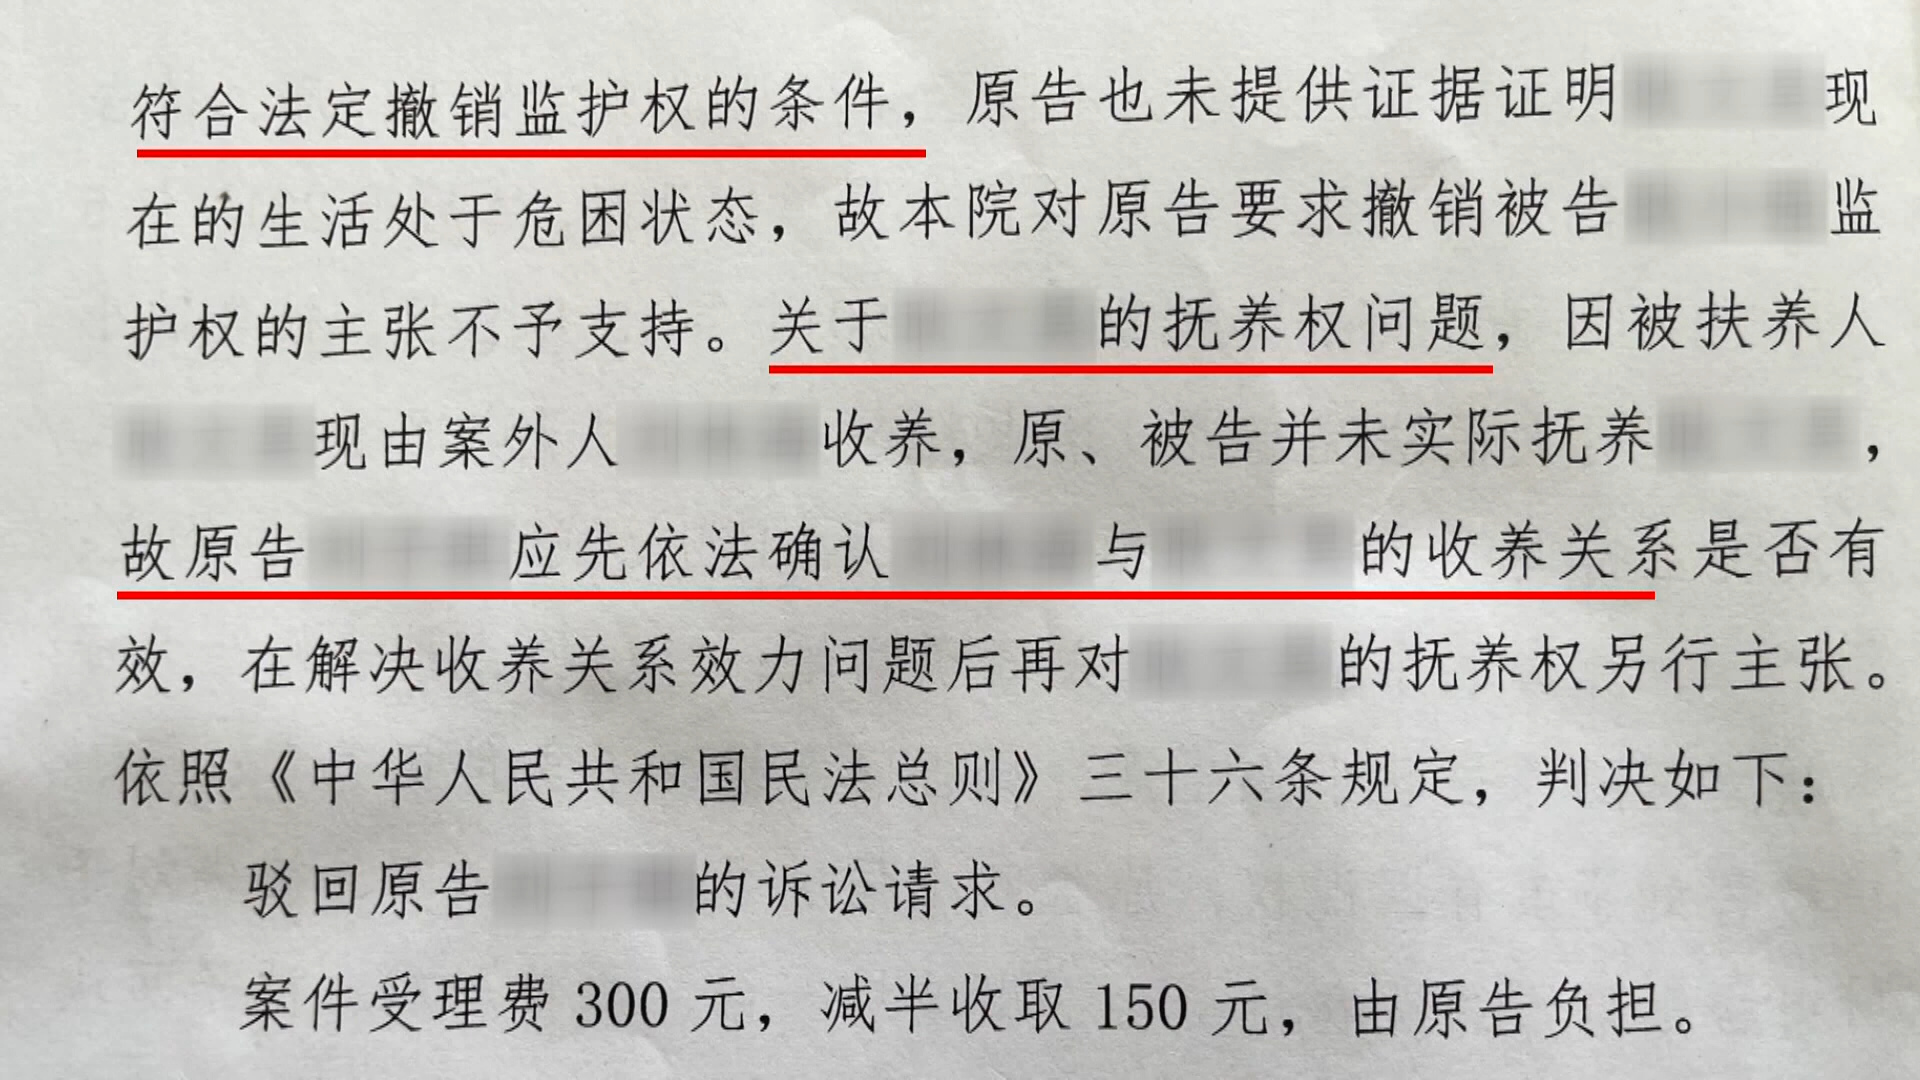 符合法定撤销监护权的条件，原告也未提供证据证明现
在的生活处于危困状态，故本院对原告要求撤销被告监
护权的主张不予支持。关于的抚养权问题，因被扶养人
现由案外人收养，原、被告并未实际抚养，
故原告应先依法确认与的收养关系是否有
效，在解决收养关系效力问题后再对的抚养权另行主张。
依照《中华人民共和国民法总则》三十六条规定，判决如下：
驳回原告的诉讼请求。
案件受理费 300 元，减半收取 150 元，由原告负担。